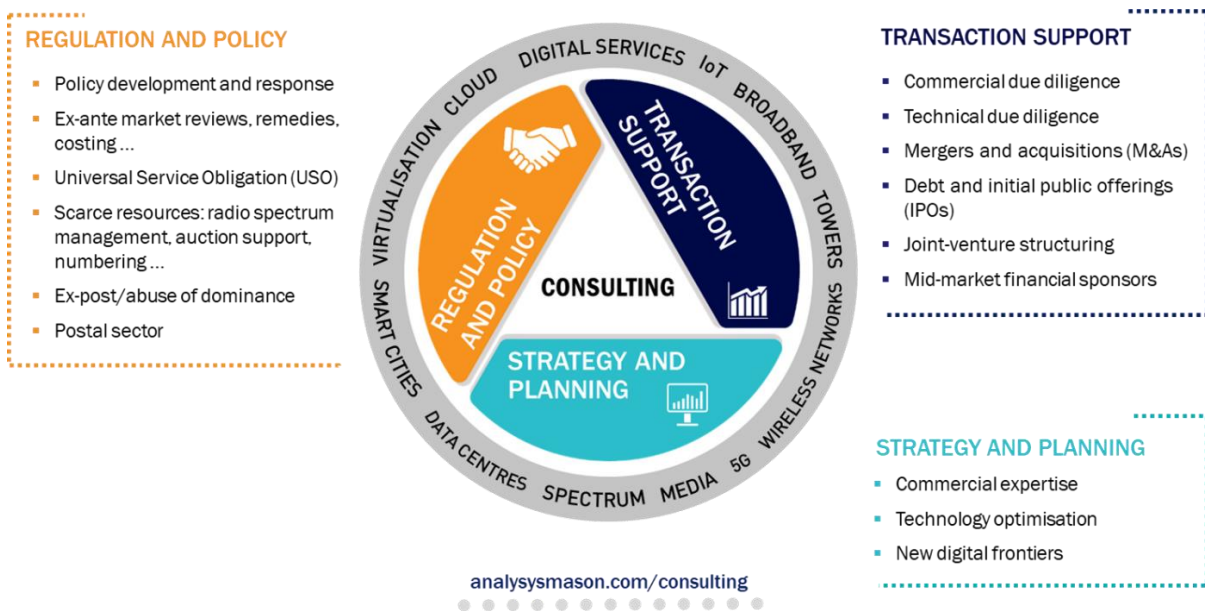 REGULATION AND POLICY
▪ Policy development and response
▪ Ex-ante market reviews, remedies,
costing ...
▪ Universal Service Obligation (USO)
▪ Scarce resources: radio spectrum
management, auction support,
numbering ...
▪ Ex-post/abuse of dominance
▪ Postal sector
SMART CITIES VIRTUALISATION CLOUD DIGITAL SERVICES IoT BROADBAND TOWERS
DATA CENTRES SPECTRUM MEDIA 5G WIRELESS NETWORKS
REGULATION
AND POLICY
TRANSACTION
SUPPORT
CONSULTING
STRATEGY AND
PLANNING
TRANSACTION SUPPORT
▪ Commercial due diligence
▪ Technical due diligence
▪ Mergers and acquisitions (M&As)
▪ Debt and initial public offerings
(IPOs)
▪ Joint-venture structuring
▪ Mid-market financial sponsors
STRATEGY AND PLANNING
▪ Commercial expertise
▪ Technology optimisation
▪ New digital frontiers
analysysmason.com/consulting